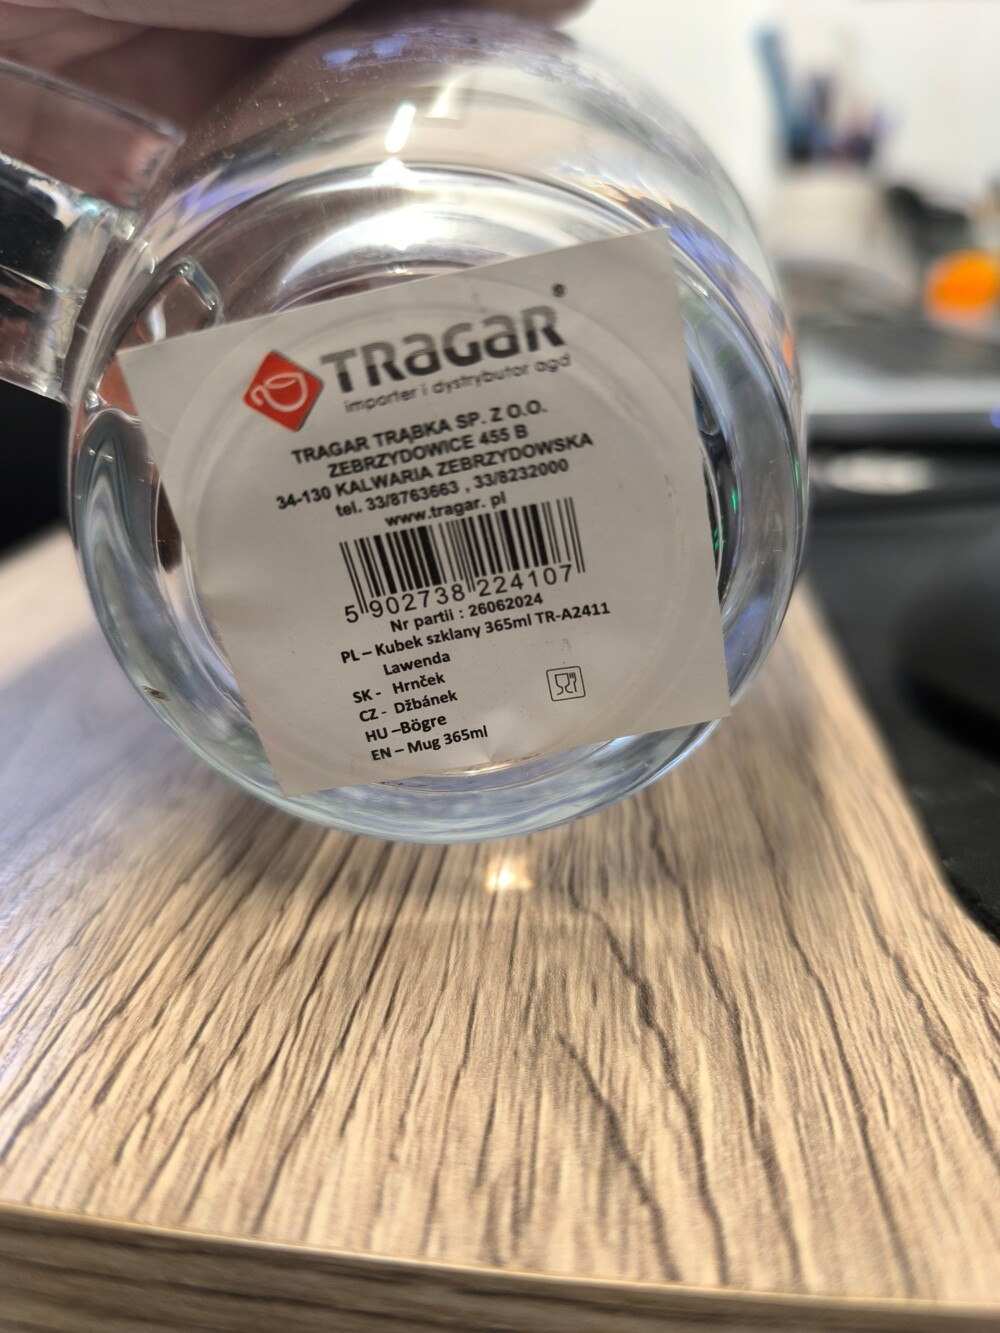 TRAGAR®
importer i dystrybutor agd
TRAGAR TRĄBKA SP. Z O.O.
ZEBRZYDOWICE 455 B
34-130 KALWARIA ZEBRZYDOWSKA
tel. 33/8763663 , 33/8232000
www.tragar. pl
5 902738 224107
Nr partii : 26062024
PL – Kubek szklany 365ml TR-A2411
Lawenda
SK - Hrnček
CZ - Džbánek
HU –Bögre
EN – Mug 365ml